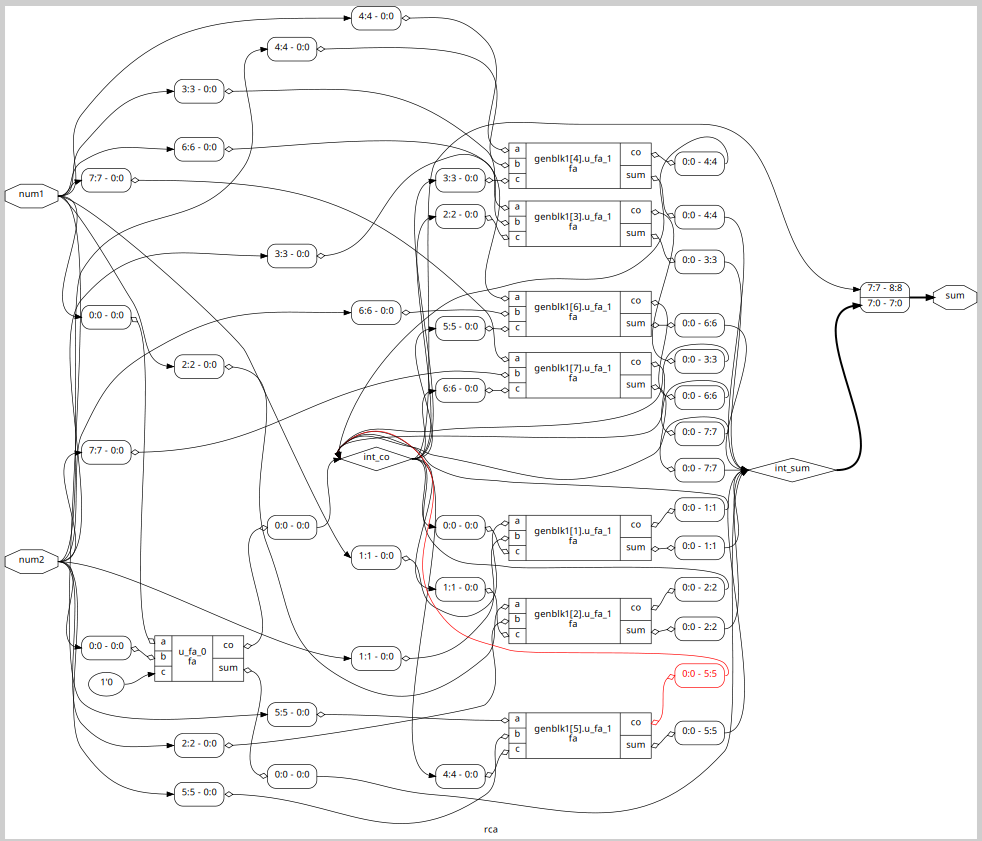 4:4 - 0:0
4:4 - 0:0
3:3 - 0:0
6:6 - 0:0
7:7 - 0:0
num1
3:3 - 0:0
0:0 - 0:0
6:6 - 0:0
2:2 - 0:0
7:7 - 0:0
num2
0:0 - 0:0
1:1 - 0:0
0:0 - 0:0
1'0
a
b
c
u_fa_0
fa
co
sum
1:1 - 0:0
5:5 - 0:0
2:2 - 0:0
0:0 - 0:0
5:5 - 0:0
int_co
3:3 - 0:0
2:2 - 0:0
5:5 - 0:0
6:6 - 0:0
0:0 - 0:0
1:1 - 0:0
4:4 - 0:0
a
b
c
genblk1[4].u_fa_1
fa
co
sum
a
b
c
genblk1[3].u_fa_1
fa
co
sum
a
b
c
genblk1[6].u_fa_1
fa
co
sum
a
b
c
genblk1[7].u_fa_1
fa
co
sum
a
b
c
genblk1[1].u_fa_1
fa
co
sum
a
b
c
genblk1[2].u_fa_1
fa
co
sum
a
b
c
genblk1[5].u_fa_1
fa
co
sum
0:0 - 4:4
0:0 - 4:4
0:0 - 3:3
0:0 - 6:6
0:0 - 3:3
0:0 - 6:6
0:0 - 7:7
0:0 - 7:7
0:0 - 1:1
0:0 - 1:1
0:0 - 2:2
0:0 - 2:2
0:0 - 5:5
0:0 - 5:5
int_sum
7:7 - 8:8
7:0 - 7:0
sum
rca